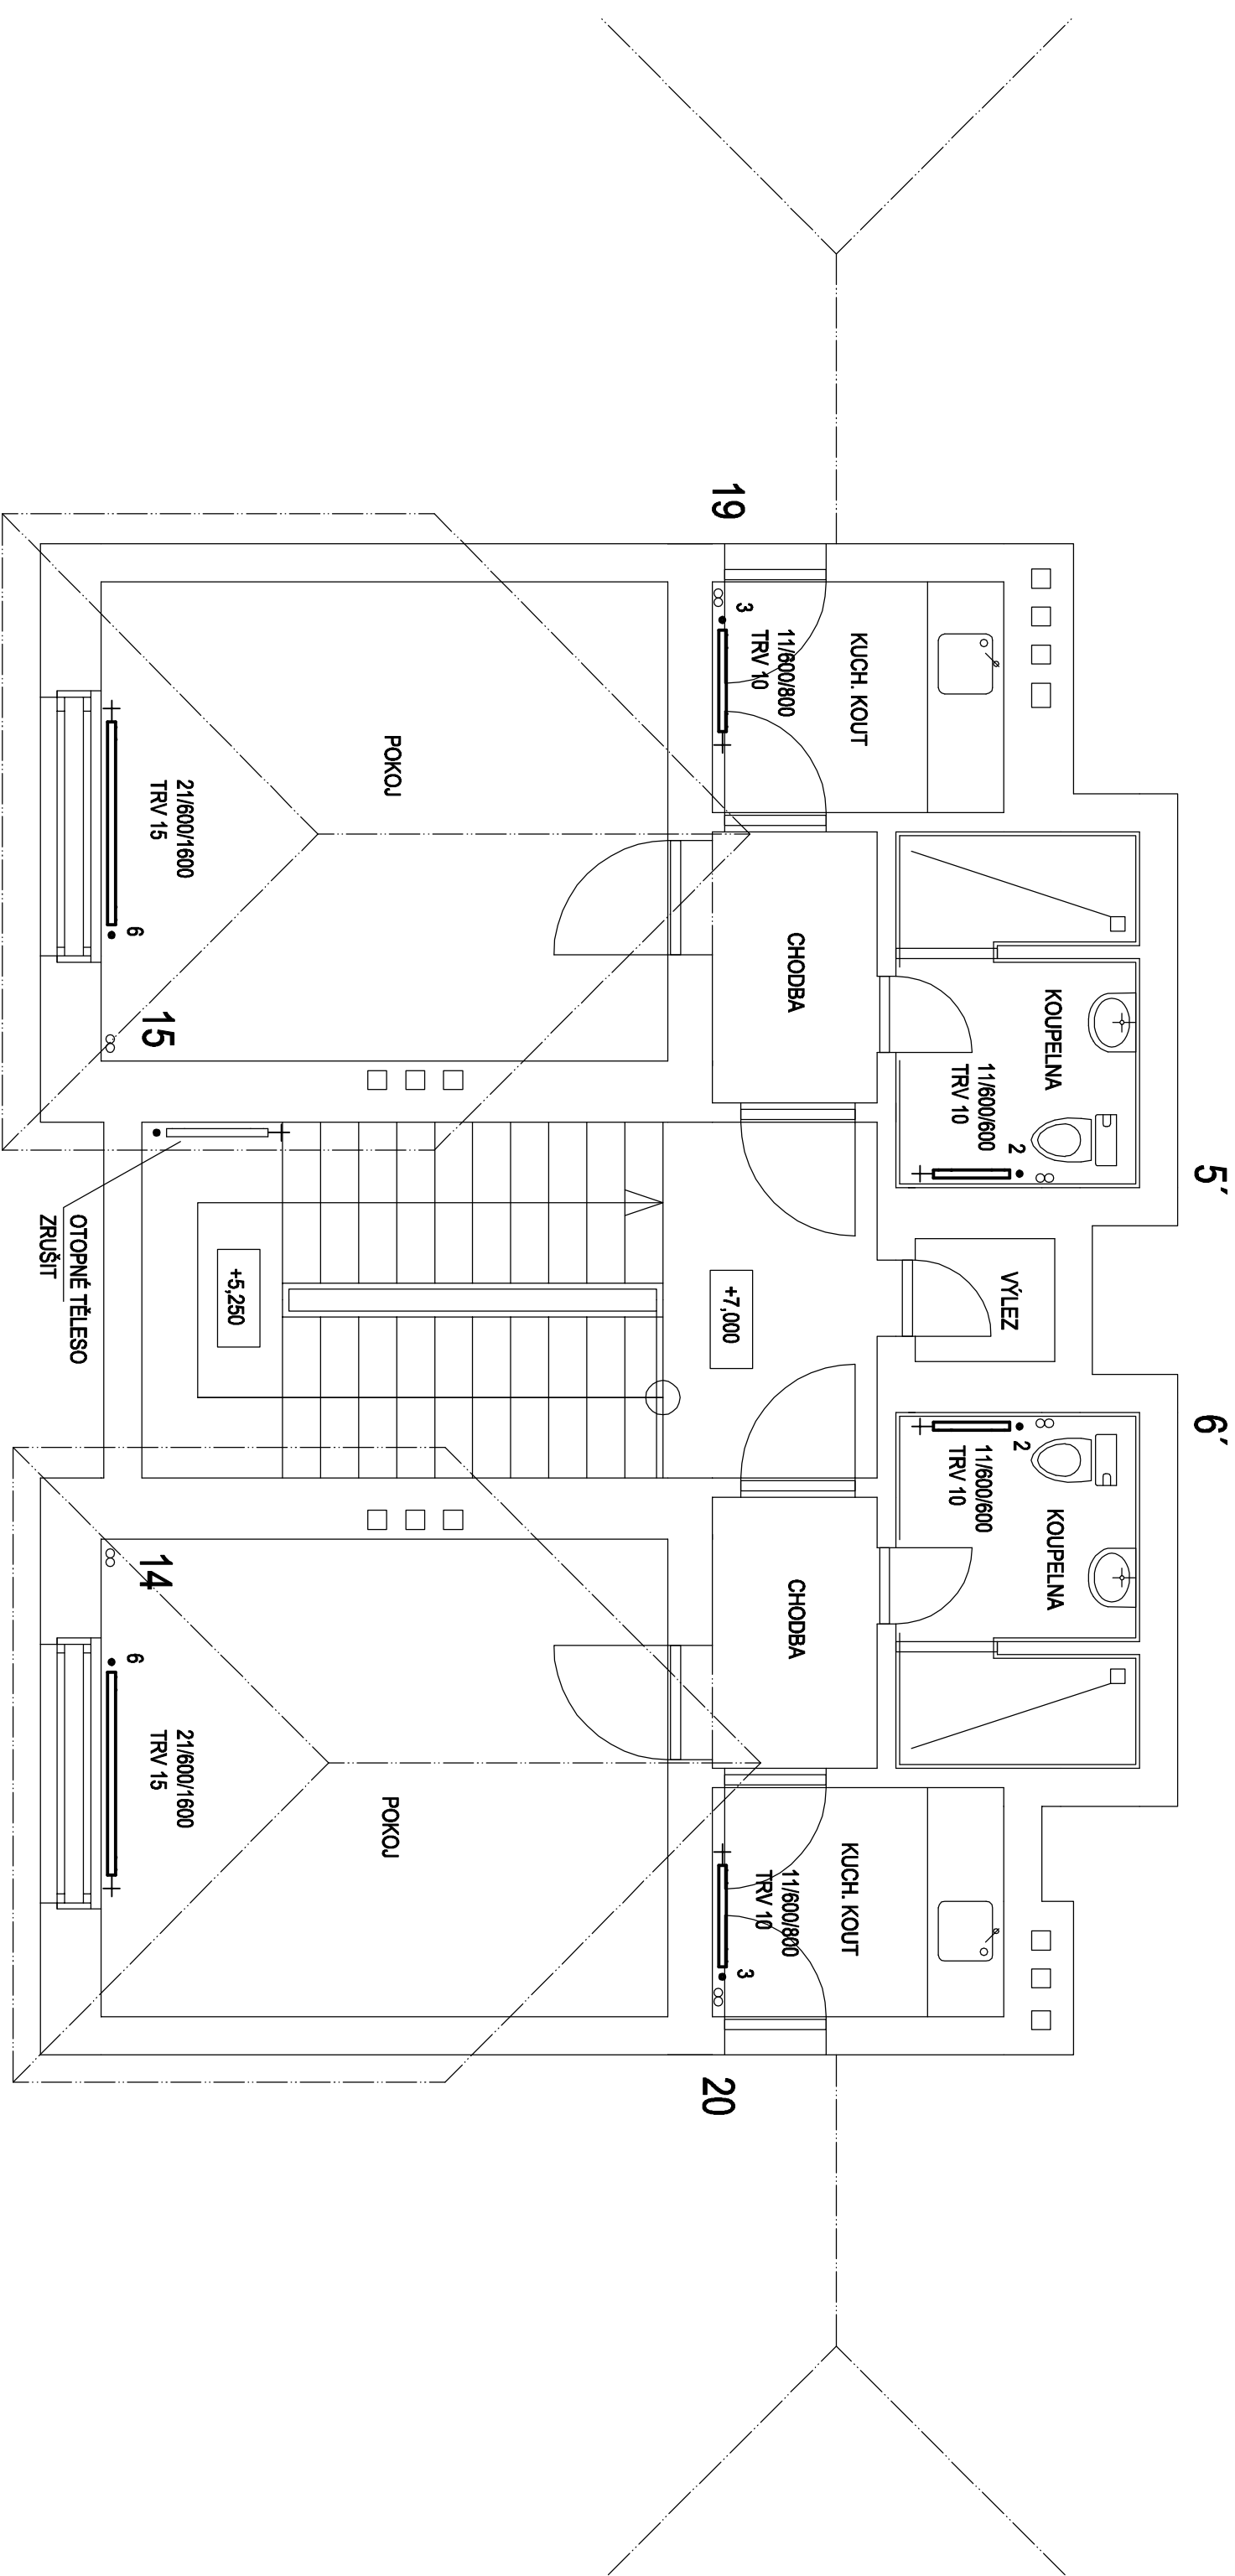 5´
6´
KOUPELNA
11/600/600
TRV 10
2
VÝLEZ
2
11/600/600
TRV 10
KOUPELNA
19
3
11/600/800
TRV 10
KUCH. KOUT
CHODBA
+7,000
CHODBA
KUCH. KOUT
11/600/800
TRV 10
3
20
POKOJ
21/600/1600
TRV 15
6
15
+5,250
OTOPNÉ TĚLESO
ZRUŠIT
14
6
21/600/1600
TRV 15
POKOJ